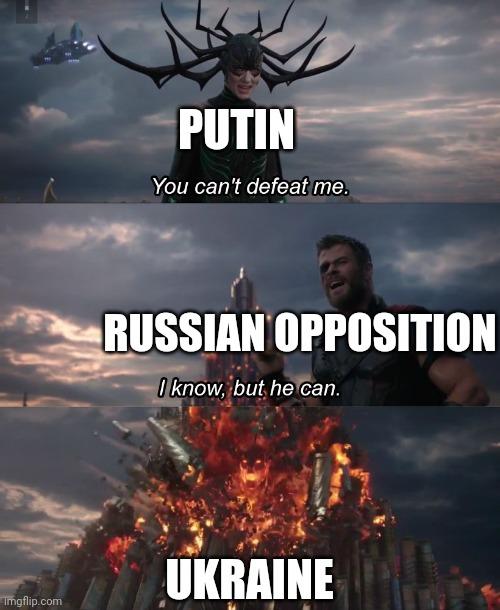 PUTIN
You can't defeat me.
RUSSIAN OPPOSITION
I know, but he can.
UKRAINE
imgflip.com